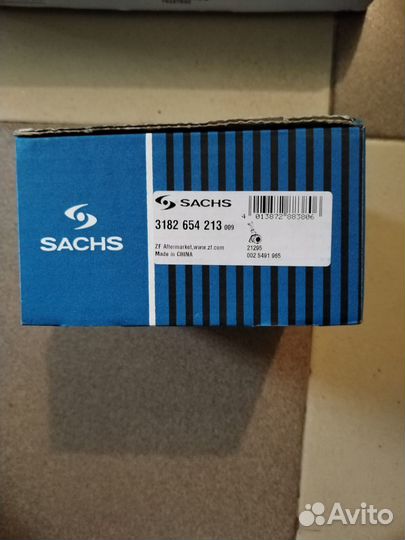 SACHS
SACHS
3182 654 213 009
4 013872 883806
ZF Aftermarket,www.zf.com
Made in CHINA
21295
002 5491 965
Avito